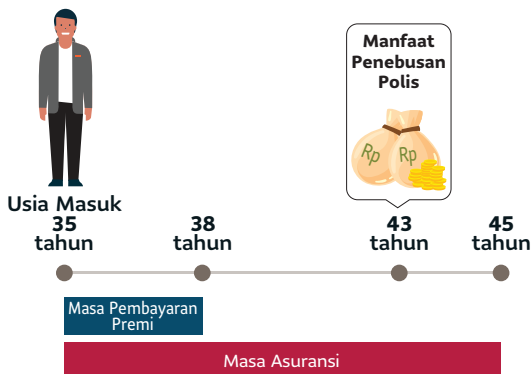 Manfaat
Penebusan
Polis
Rp Rp
Usia Masuk
35
tahun
38
tahun
43
tahun
45
tahun
Masa Pembayaran
Premi
Masa Asuransi